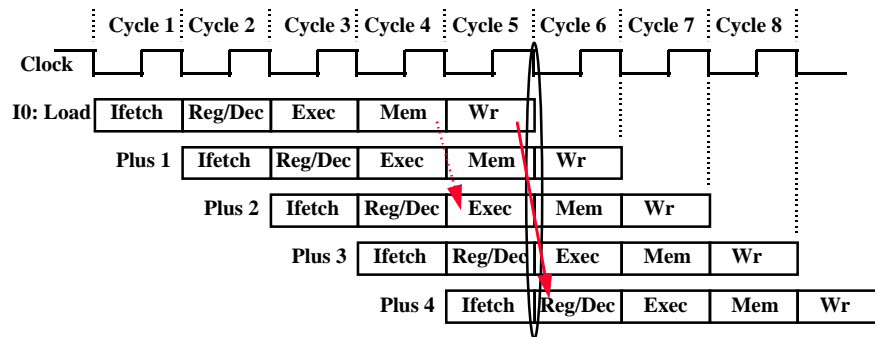 Cycle 1 Cycle 2 Cycle 3 Cycle 4 Cycle 5 Cycle 6 Cycle 7 Cycle 8
Clock
I0: Load Ifetch Reg/Dec Exec Mem Wr
Plus 1 Ifetch Reg/Dec Exec Mem Wr
Plus 2 Ifetch Reg/Dec Exec Mem Wr
Plus 3 Ifetch Reg/Dec Exec Mem Wr
Plus 4 Ifetch Reg/Dec Exec Mem Wr